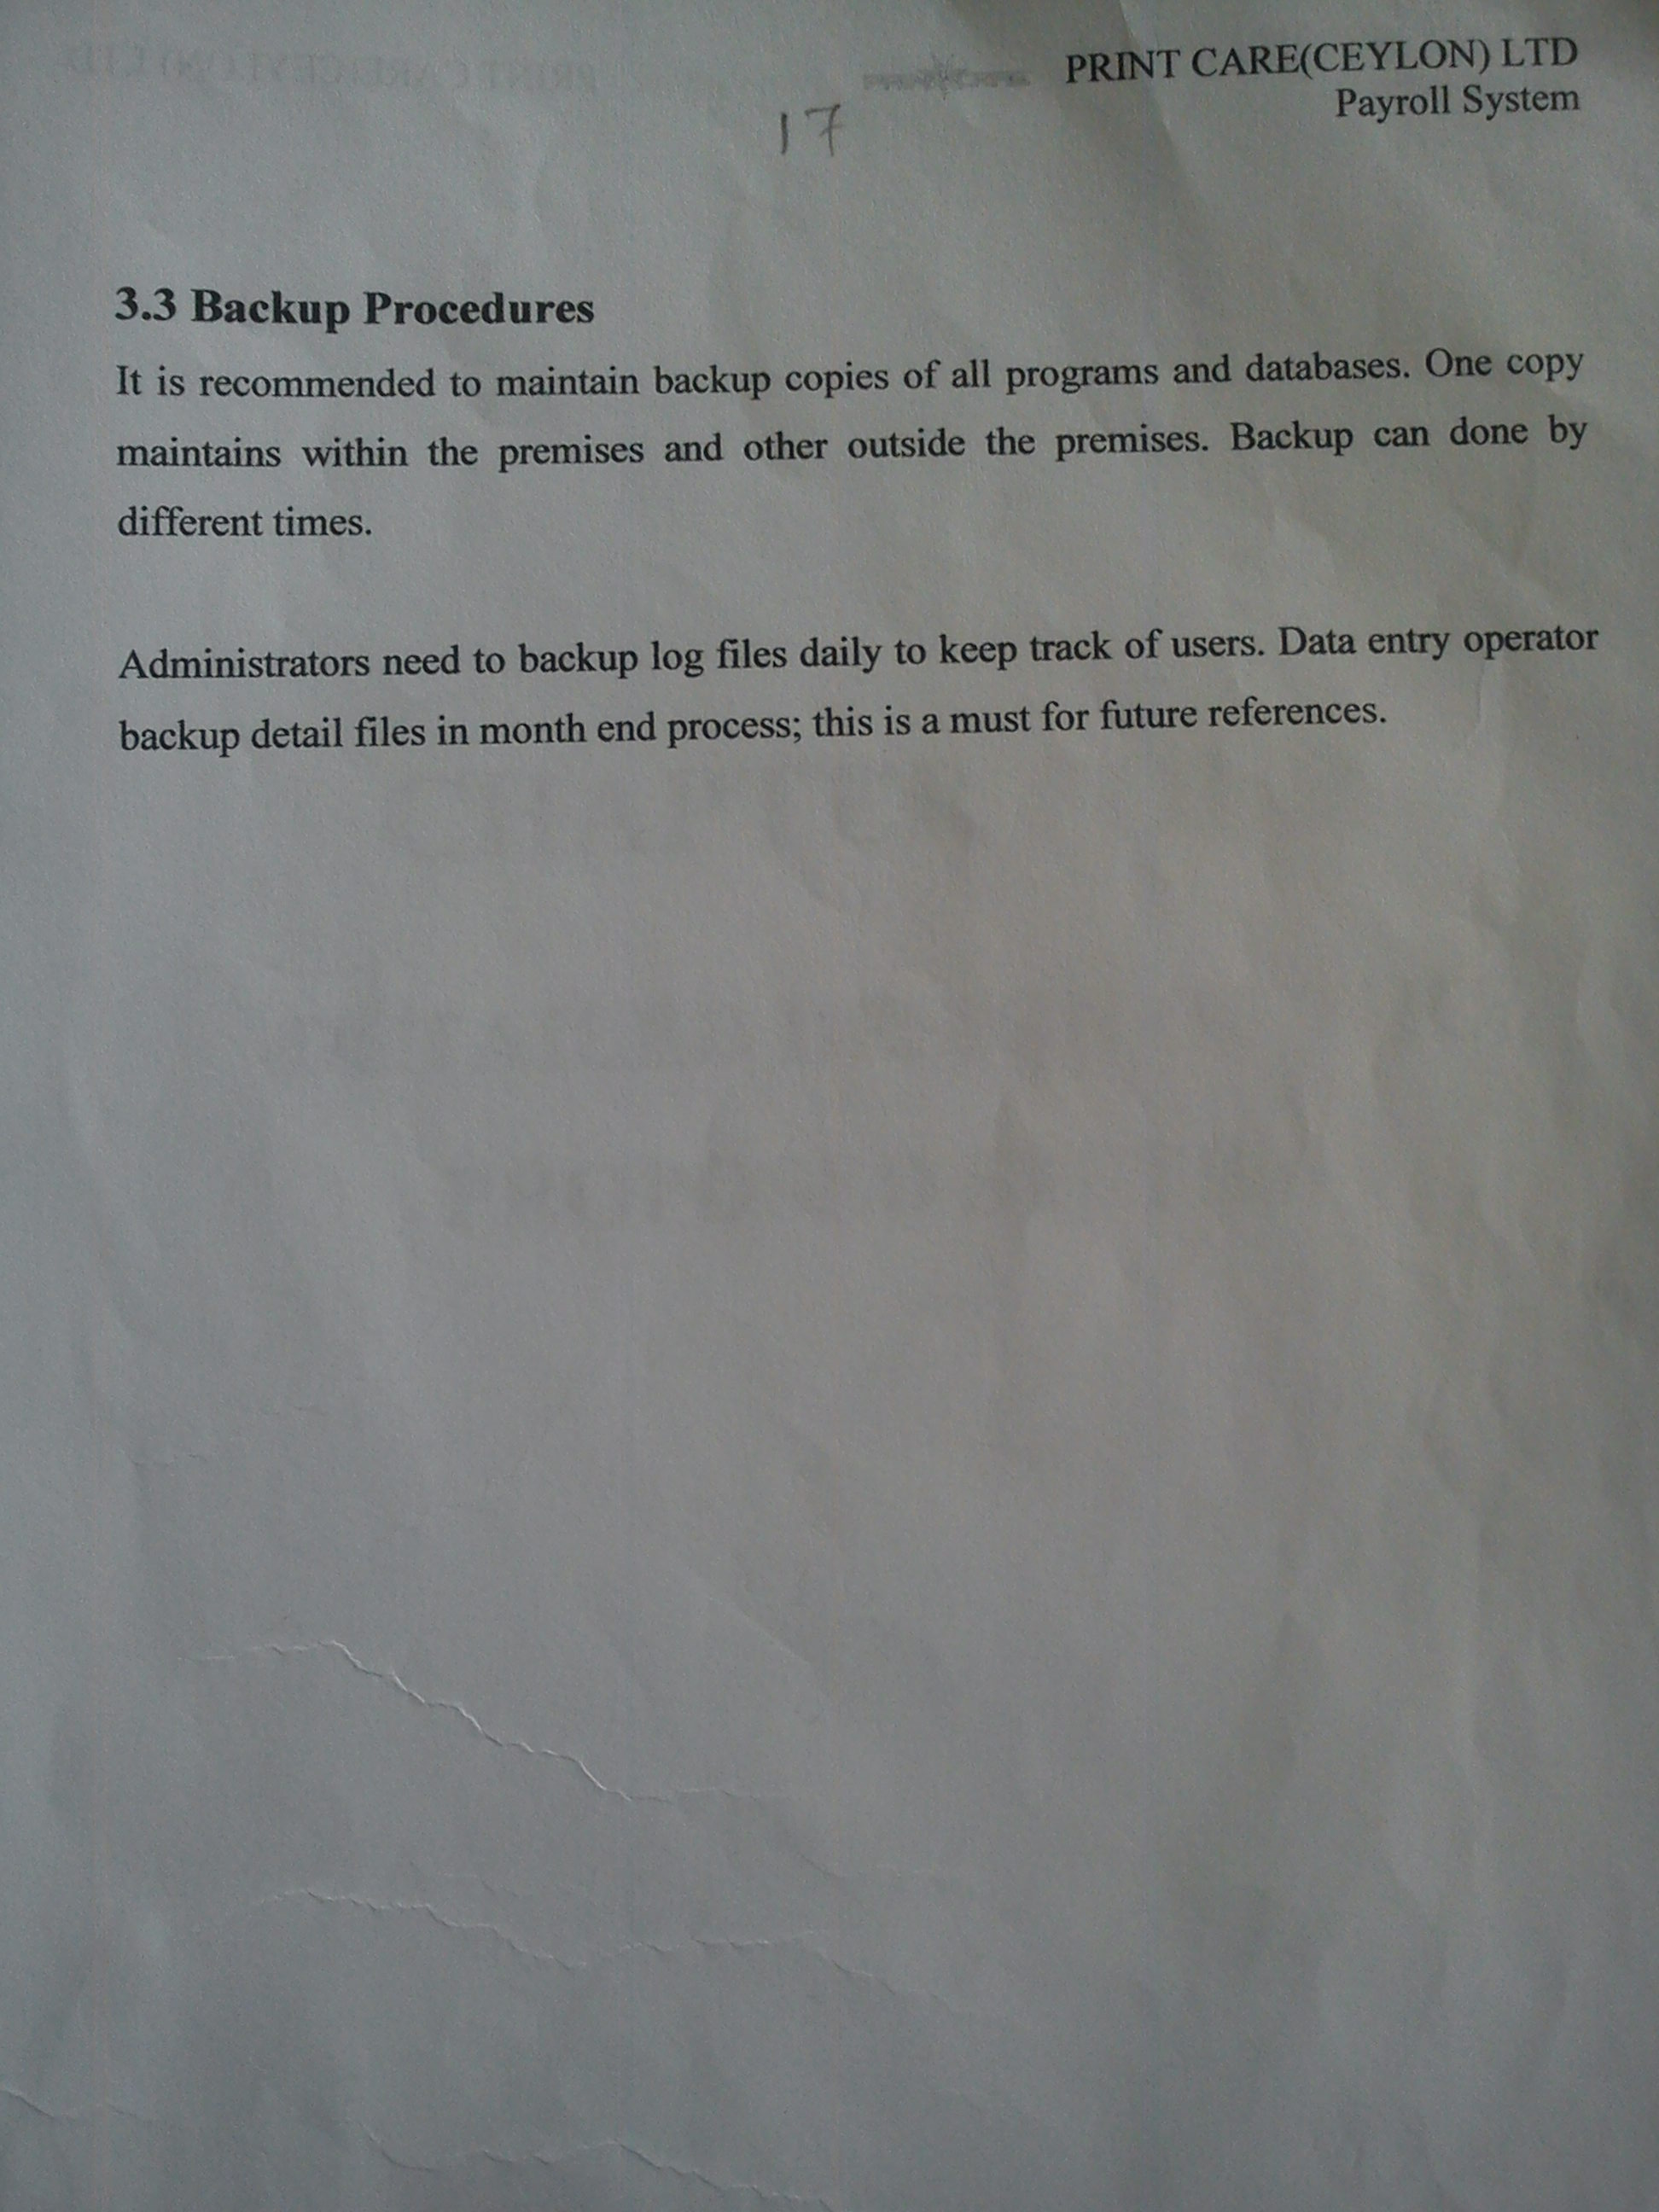 PRINT CARE(CEYLON) LTD
Payroll System
17
3.3 Backup Procedures
It is recommended to maintain backup copies of all programs and databases. One copy
maintains within the premises and other outside the premises. Backup can done by
different times.
Administrators need to backup log files daily to keep track of users. Data entry operator
backup detail files in month end process; this is a must for future references.